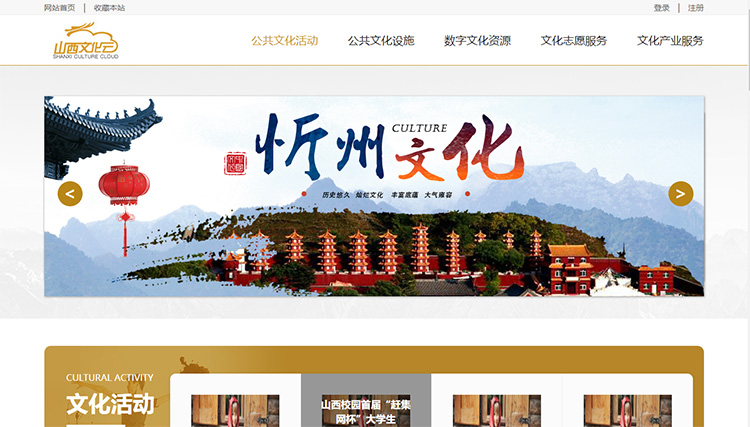 网站首页 | 收藏本站
登录 | 注册
山西文化云
SHANXI CULTURE CLOUD
公共文化活动 公共文化设施 数字文化资源 文化志愿服务 文化产业服务
忻州文化
CULTURE
历史悠久 灿烂文化 丰富底蕴 大气雍容
<
>
CULTURAL ACTIVITY
文化活动
山西校园首届“赶集
网杯”大学生